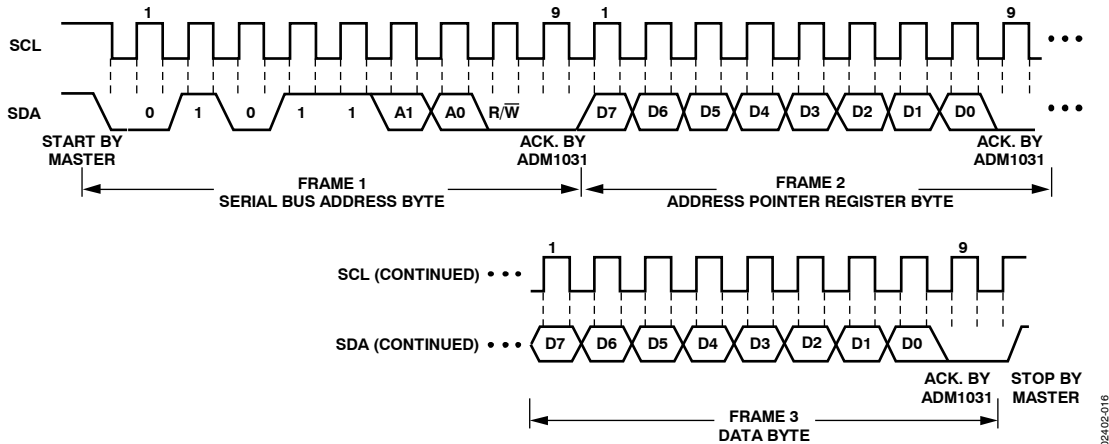 1 9 1 9
SCL
SDA 0 1 0 1 1 A1 A0 R/W̅ D7 D6 D5 D4 D3 D2 D1 D0
START BY
MASTER
ACK. BY
ADM1031
ACK. BY
ADM1031
FRAME 1
SERIAL BUS ADDRESS BYTE
FRAME 2
ADDRESS POINTER REGISTER BYTE
1 9
SCL (CONTINUED)
SDA (CONTINUED) D7 D6 D5 D4 D3 D2 D1 D0
ACK. BY
ADM1031
STOP BY
MASTER
FRAME 3
DATA BYTE
02402-016